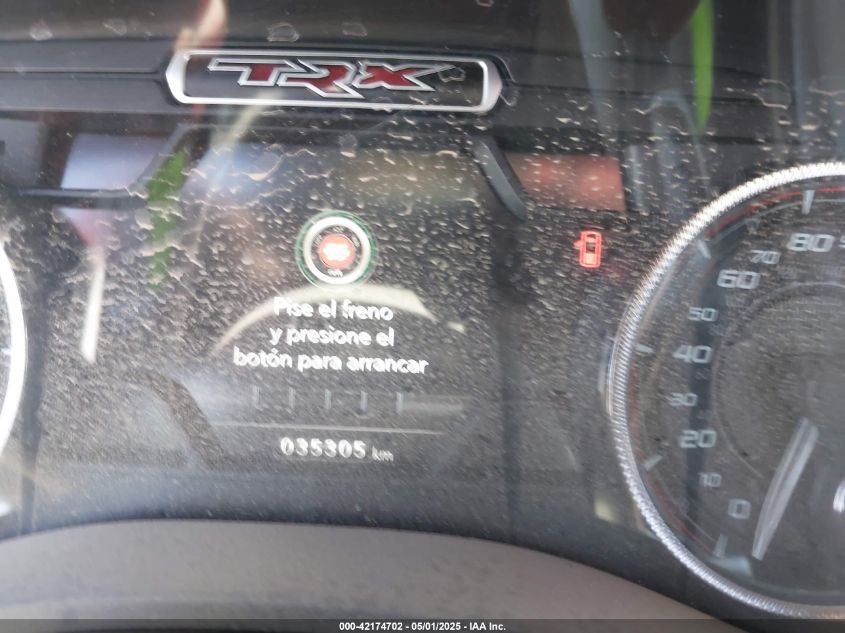 TRX
Pise el freno
y presione el
botón para arrancar
035305 km
80
70
60
50
40
30
20
10
0
000-42174702 - 05/01/2025 - IAA Inc.